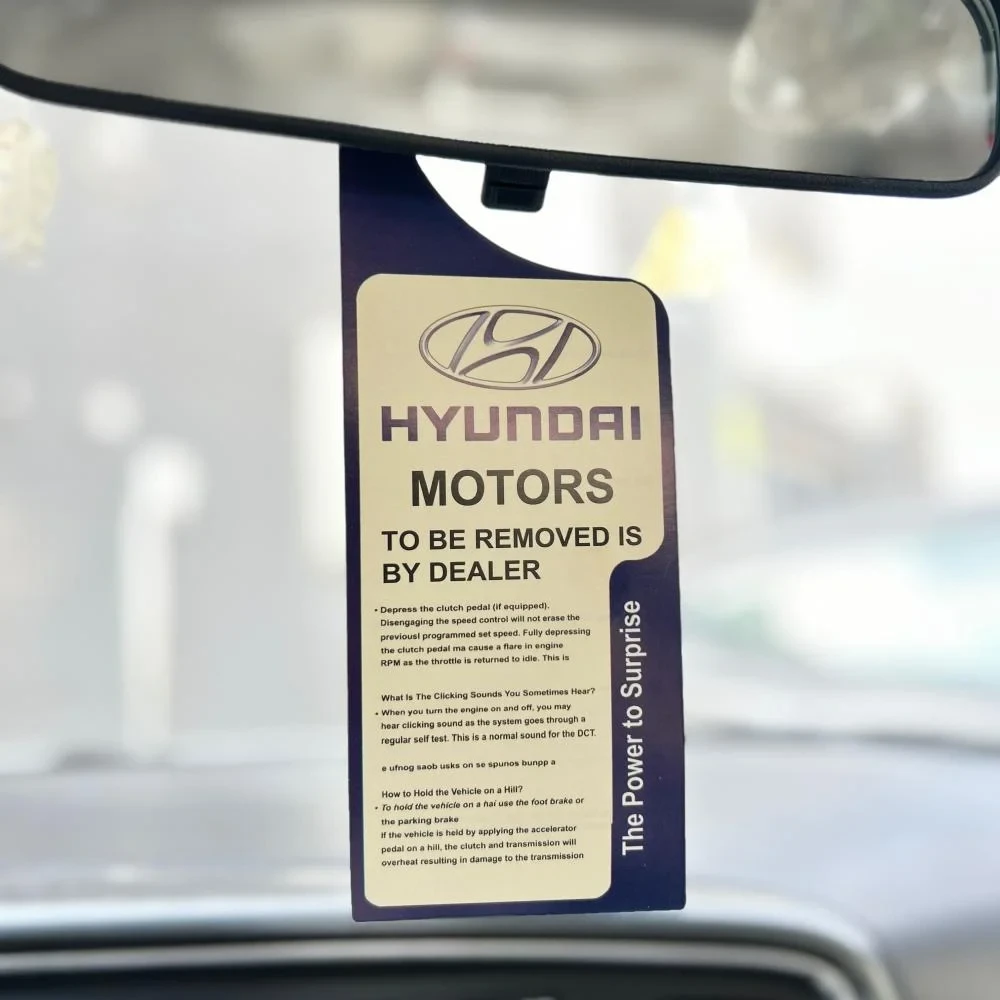 HYUNDAI
MOTORS
TO BE REMOVED IS
BY DEALER
• Depress the clutch pedal (if equipped).
Disengaging the speed control will not erase the
previousl programmed set speed. Fully depressing
the clutch pedal ma cause a flare in engine
RPM as the throttle is returned to idle. This is
What Is The Clicking Sounds You Sometimes Hear?
• When you turn the engine on and off, you may
hear clicking sound as the system goes through a
regular self test. This is a normal sound for the DCT.
e ufnog saob usks on se spunos bunpp a
How to Hold the Vehicle on a Hill?
• To hold the vehicle on a hai use the foot brake or
the parking brake
If the vehicle is held by applying the accelerator
pedal on a hill, the clutch and transmission will
overheat resulting in damage to the transmission
The Power to Surprise